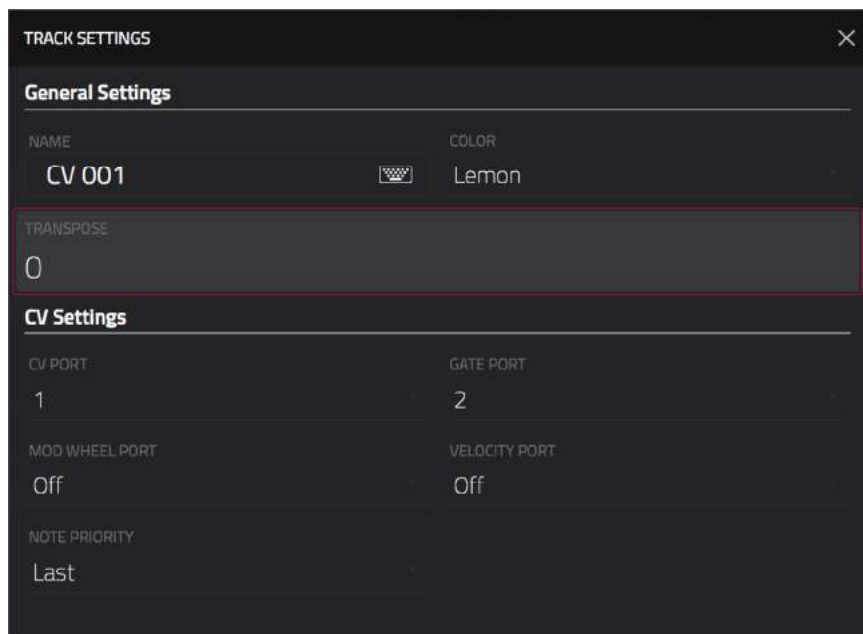 TRACK SETTINGS
General Settings
NAME COLOR
CV 001 Lemon
TRANSPOSE
0
CV Settings
CV PORT GATE PORT
1 2
MOD WHEEL PORT VELOCITY PORT
Off Off
NOTE PRIORITY
Last